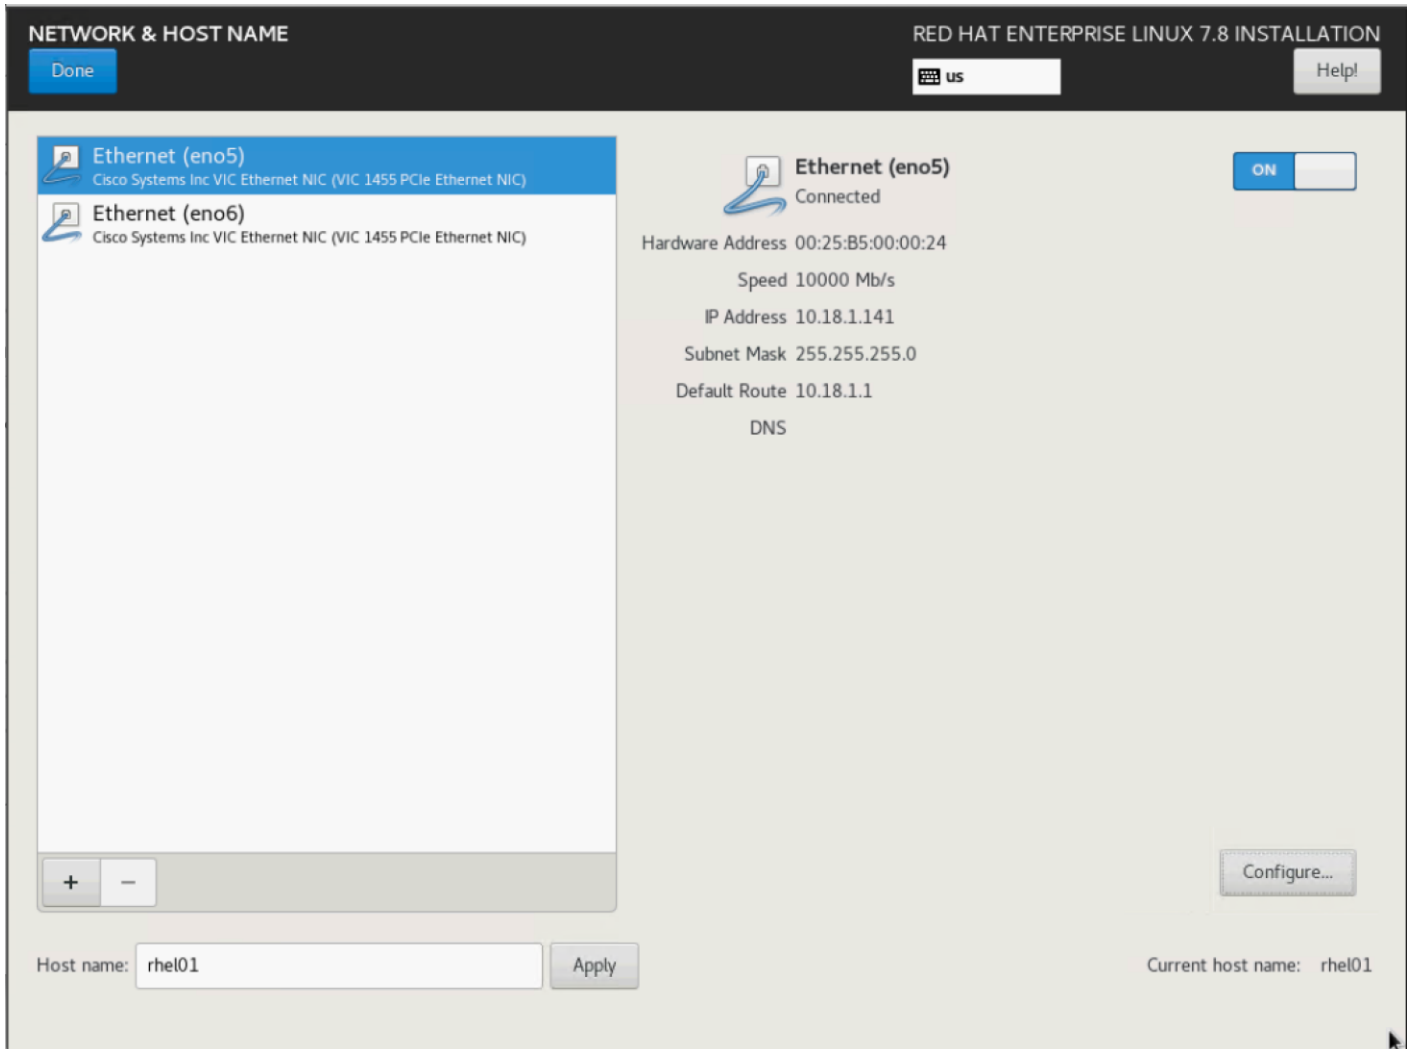 NETWORK & HOST NAME
RED HAT ENTERPRISE LINUX 7.8 INSTALLATION
Done
us
Help!
Ethernet (eno5)
Cisco Systems Inc VIC Ethernet NIC (VIC 1455 PCIe Ethernet NIC)
Ethernet (eno6)
Cisco Systems Inc VIC Ethernet NIC (VIC 1455 PCIe Ethernet NIC)
Ethernet (eno5)
Connected
ON
Hardware Address 00:25:B5:00:00:24
Speed 10000 Mb/s
IP Address 10.18.1.141
Subnet Mask 255.255.255.0
Default Route 10.18.1.1
DNS
+ −
Configure...
Host name: rhel01 Apply
Current host name: rhel01